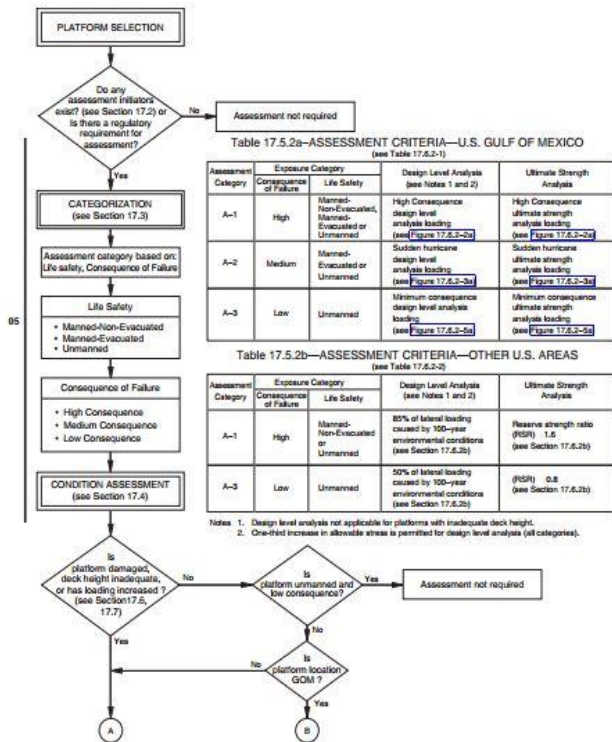 PLATFORM SELECTION
Do any
assessment initiators
exist? (see Section 17.2) or
Is there a regulatory
requirement for
assessment?
No
Assessment not required
Yes
CATEGORIZATION
(see Section 17.3)
Assessment category based on:
Life safety, Consequence of Failure
Life Safety
• Manned-Non-Evacuated
• Manned-Evacuated
• Unmanned
05
Consequence of Failure
• High Consequence
• Medium Consequence
• Low Consequence
CONDITION ASSESSMENT
(see Section 17.4)
Table 17.5.2a–ASSESSMENT CRITERIA—U.S. GULF OF MEXICO
(see Table 17.6.2-1)
Assessment
Category
Exposure Category
Consequence
of Failure
Life Safety
Design Level Analysis
(see Notes 1 and 2)
Ultimate Strength
Analysis
A–1
High
Manned-
Non-Evacuated,
Manned-
Evacuated or
Unmanned
High Consequence
design level
analysis loading
(see Figure 17.6.2–2a)
High Consequence
ultimate strength
analysis loading
(see Figure 17.6.2–2a)
A–2
Medium
Manned-
Evacuated or
Unmanned
Sudden hurricane
design level
analysis loading
(see Figure 17.6.2–3a)
Sudden hurricane
ultimate strength
analysis loading
(see Figure 17.6.2–3a)
A–3
Low
Unmanned
Minimum consequence
design level analysis
loading
(see Figure 17.6.2–5a)
Minimum consequence
ultimate strength
analysis loading
(see Figure 17.6.2–5a)
Table 17.5.2b—ASSESSMENT CRITERIA—OTHER U.S. AREAS
(see Table 17.6.2-2)
Assessment
Category
Exposure Category
Consequence
of Failure
Life Safety
Design Level Analysis
(see Notes 1 and 2)
Ultimate Strength
Analysis
A–1
High
Manned-
Non-Evacuated
or
Unmanned
85% of lateral loading
caused by 100-year
environmental conditions
(see Section 17.6.2b)
Reserve strength ratio
(RSR) 1.6
(see Section 17.6.2b)
A–3
Low
Unmanned
50% of lateral loading
caused by 100-year
environmental conditions
(see Section 17.6.2b)
(RSR) 0.8
(see Section 17.6.2b)
Notes 1. Design level analysis not applicable for platforms with inadequate deck height.
2. One-third increase in allowable stress is permitted for design level analysis (all categories).
Is
platform damaged,
deck height inadequate,
or has loading increased ?
(see Section17.6,
17.7)
No
Is
platform unmanned and
low consequence?
Yes
Assessment not required
Yes
No
Is
platform location
GOM ?
No
Yes
A
B